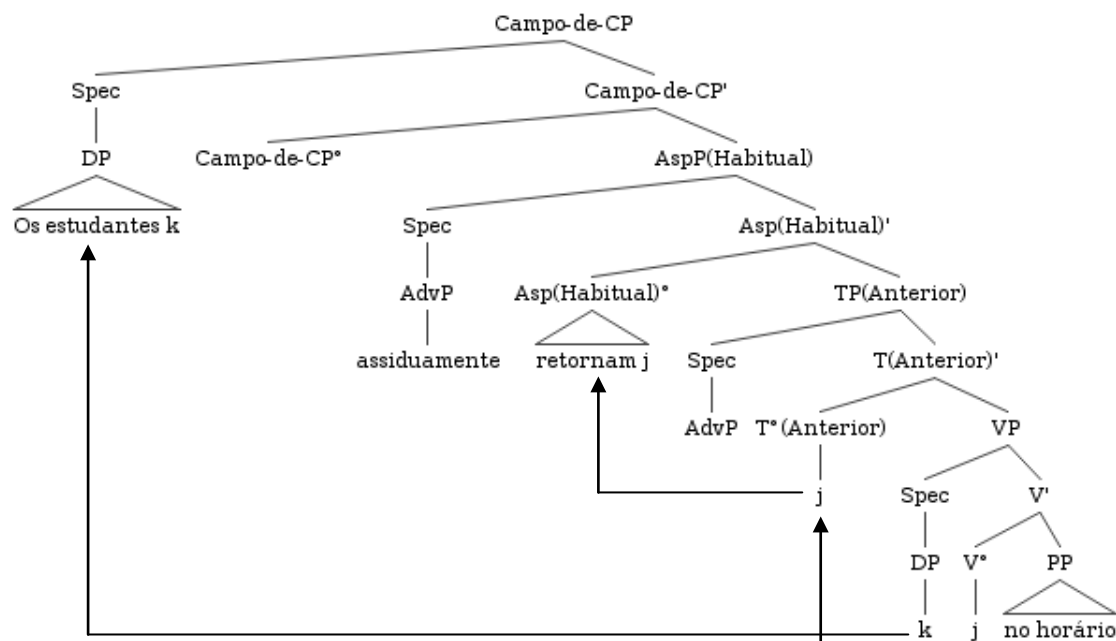 Campo-de-CP
Spec Campo-de-CP'
DP Campo-de-CP° AspP(Habitual)
Os estudantes k Spec Asp(Habitual)'
AdvP Asp(Habitual)° TP(Anterior)
assiduamente retornam j Spec T(Anterior)'
AdvP T°(Anterior) VP
j Spec V'
DP V° PP
k j no horário